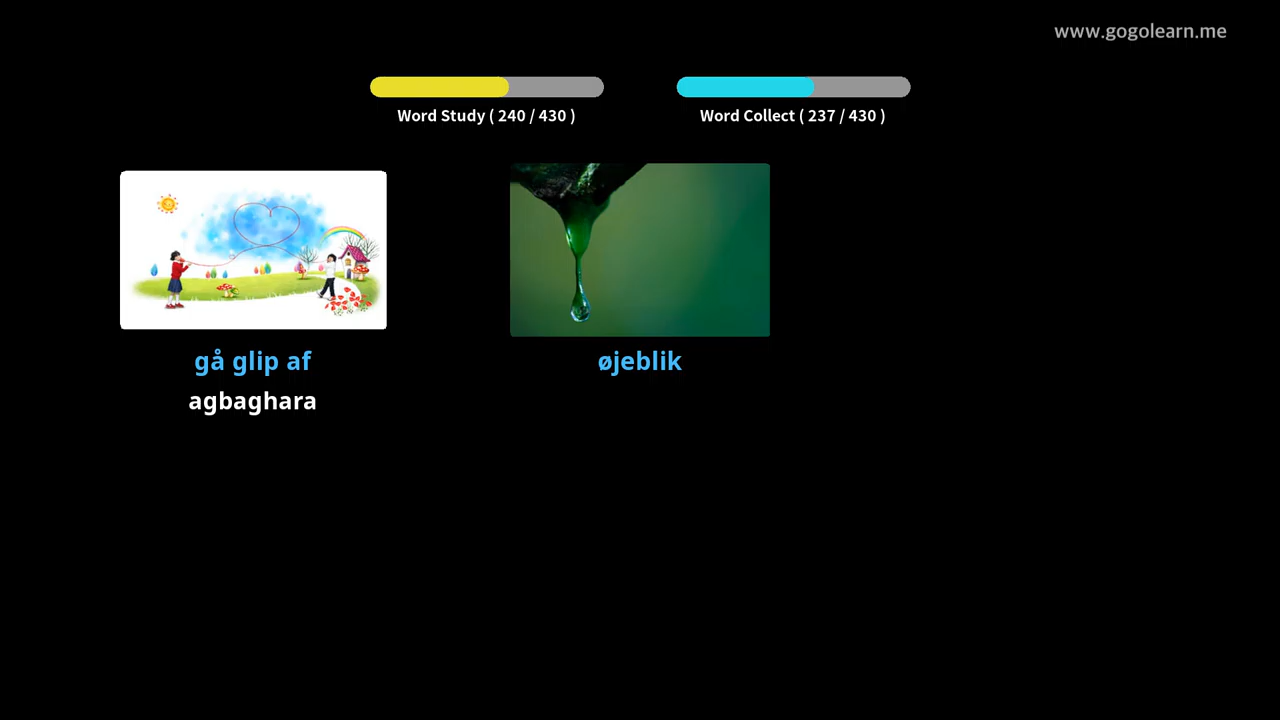 www.gogolearn.me
Word Study ( 240 / 430 )
Word Collect ( 237 / 430 )
gå glip af
agbaghara
øjeblik